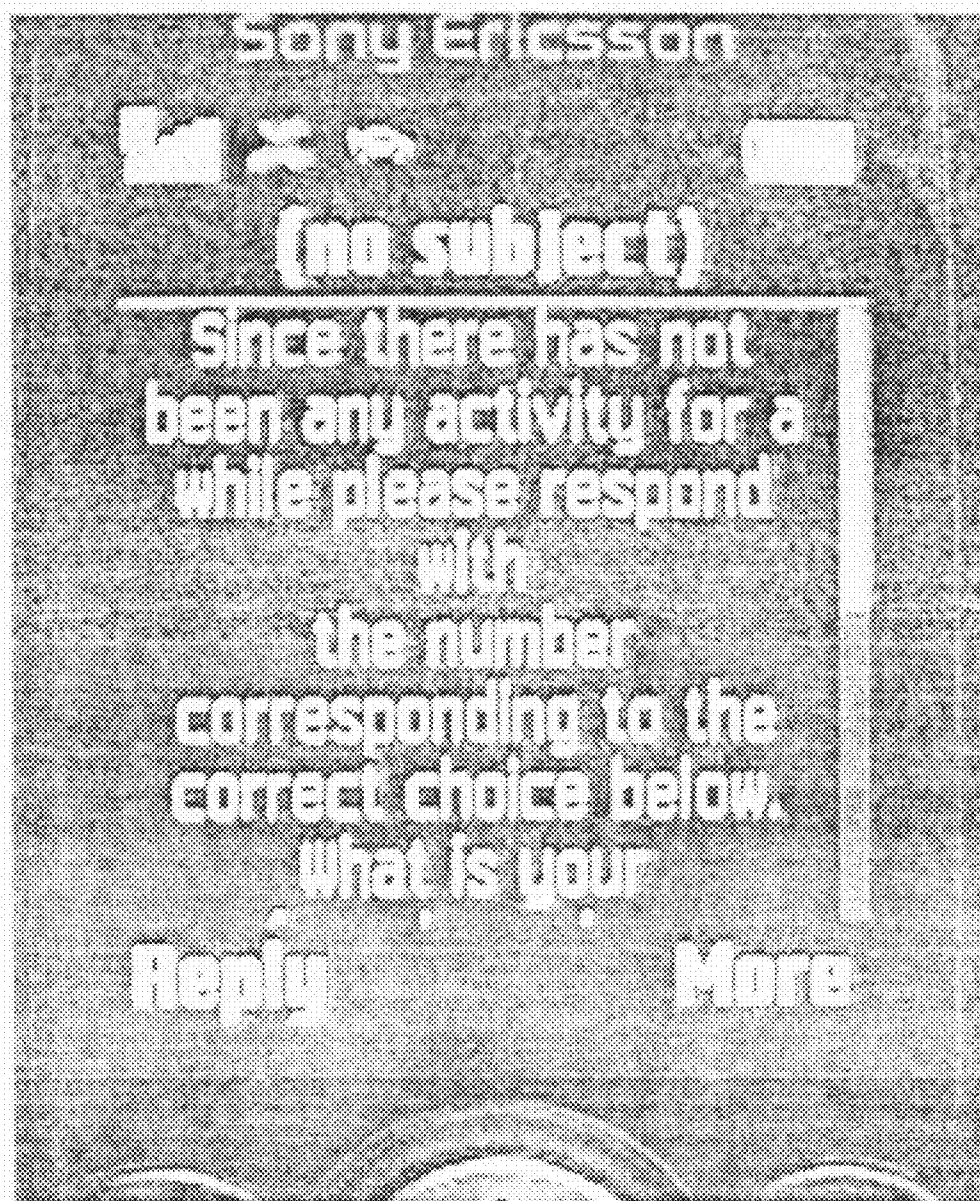 Sony Ericsson
(no subject)
Since there has not
been any activity for a
while please respond
with
the number
corresponding to the
correct choice below.
What is your
Reply
More